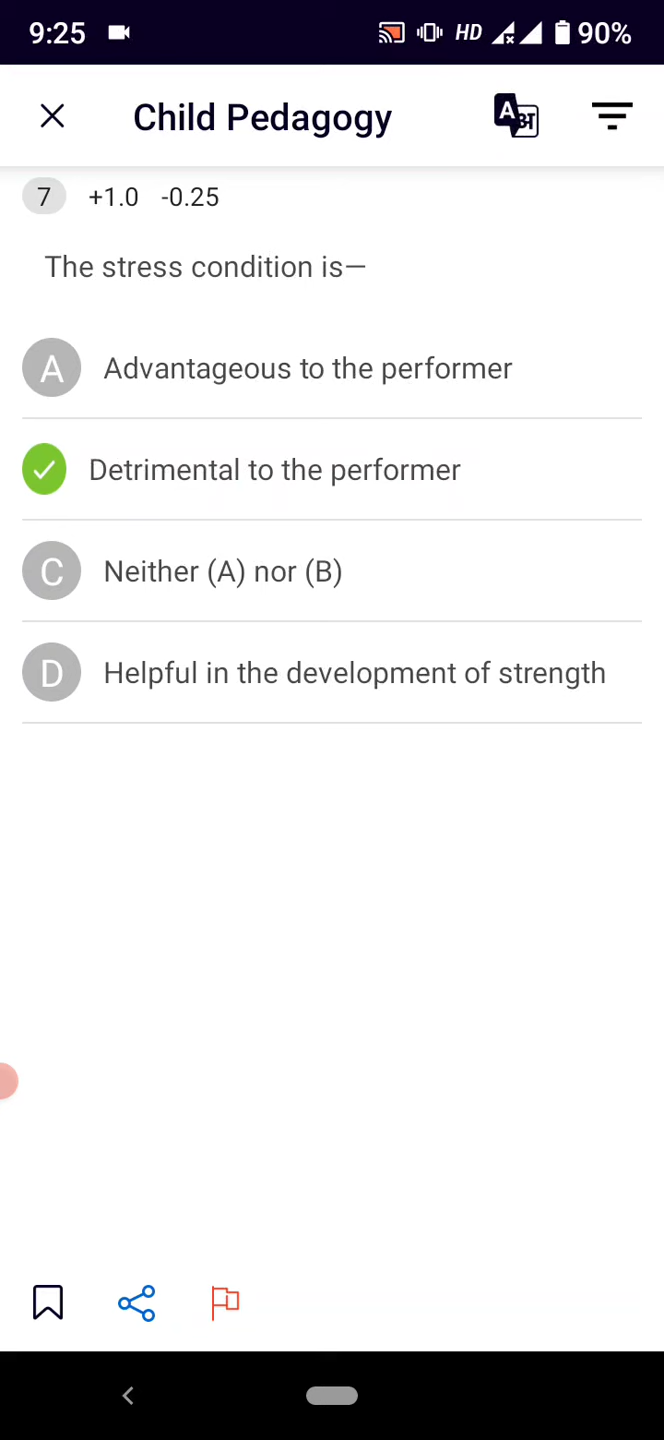 9:25 HD 90%
Child Pedagogy A अ
7 +1.0 -0.25
The stress condition is—
A Advantageous to the performer
Detrimental to the performer
C Neither (A) nor (B)
D Helpful in the development of strength